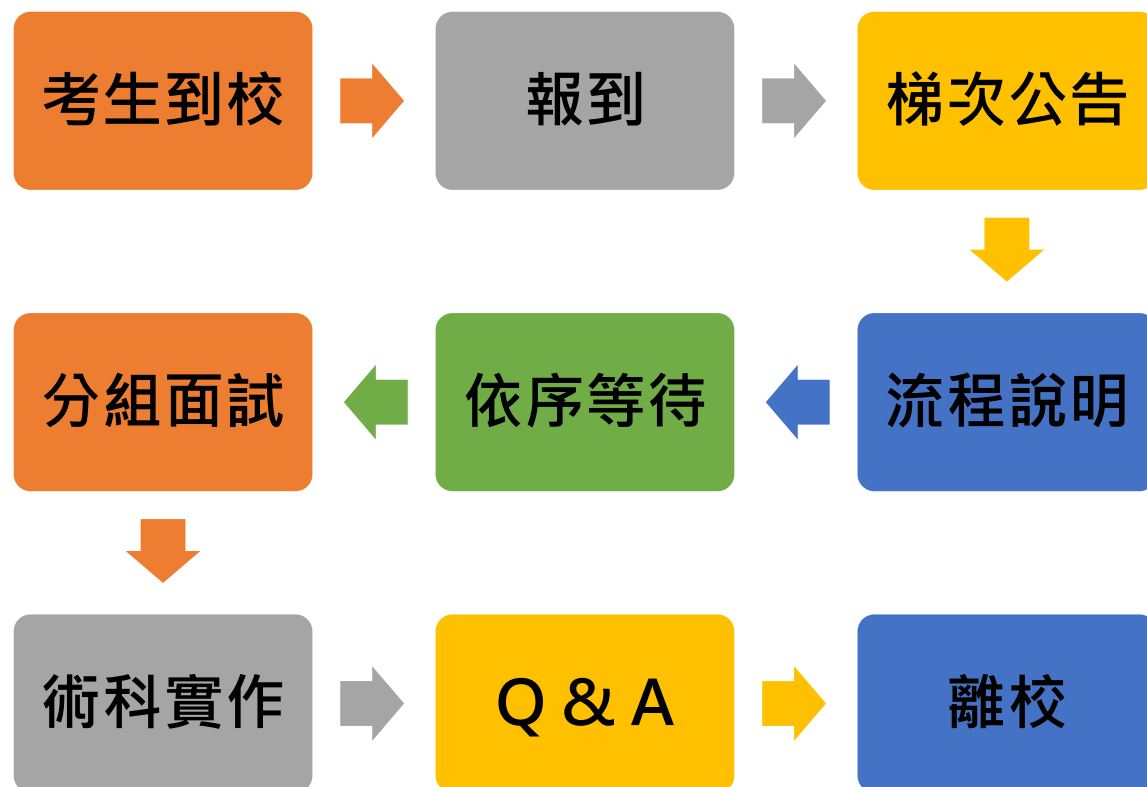 考生到校
報到
梯次公告
流程說明
依序等待
分組面試
術科實作
Q & A
離校